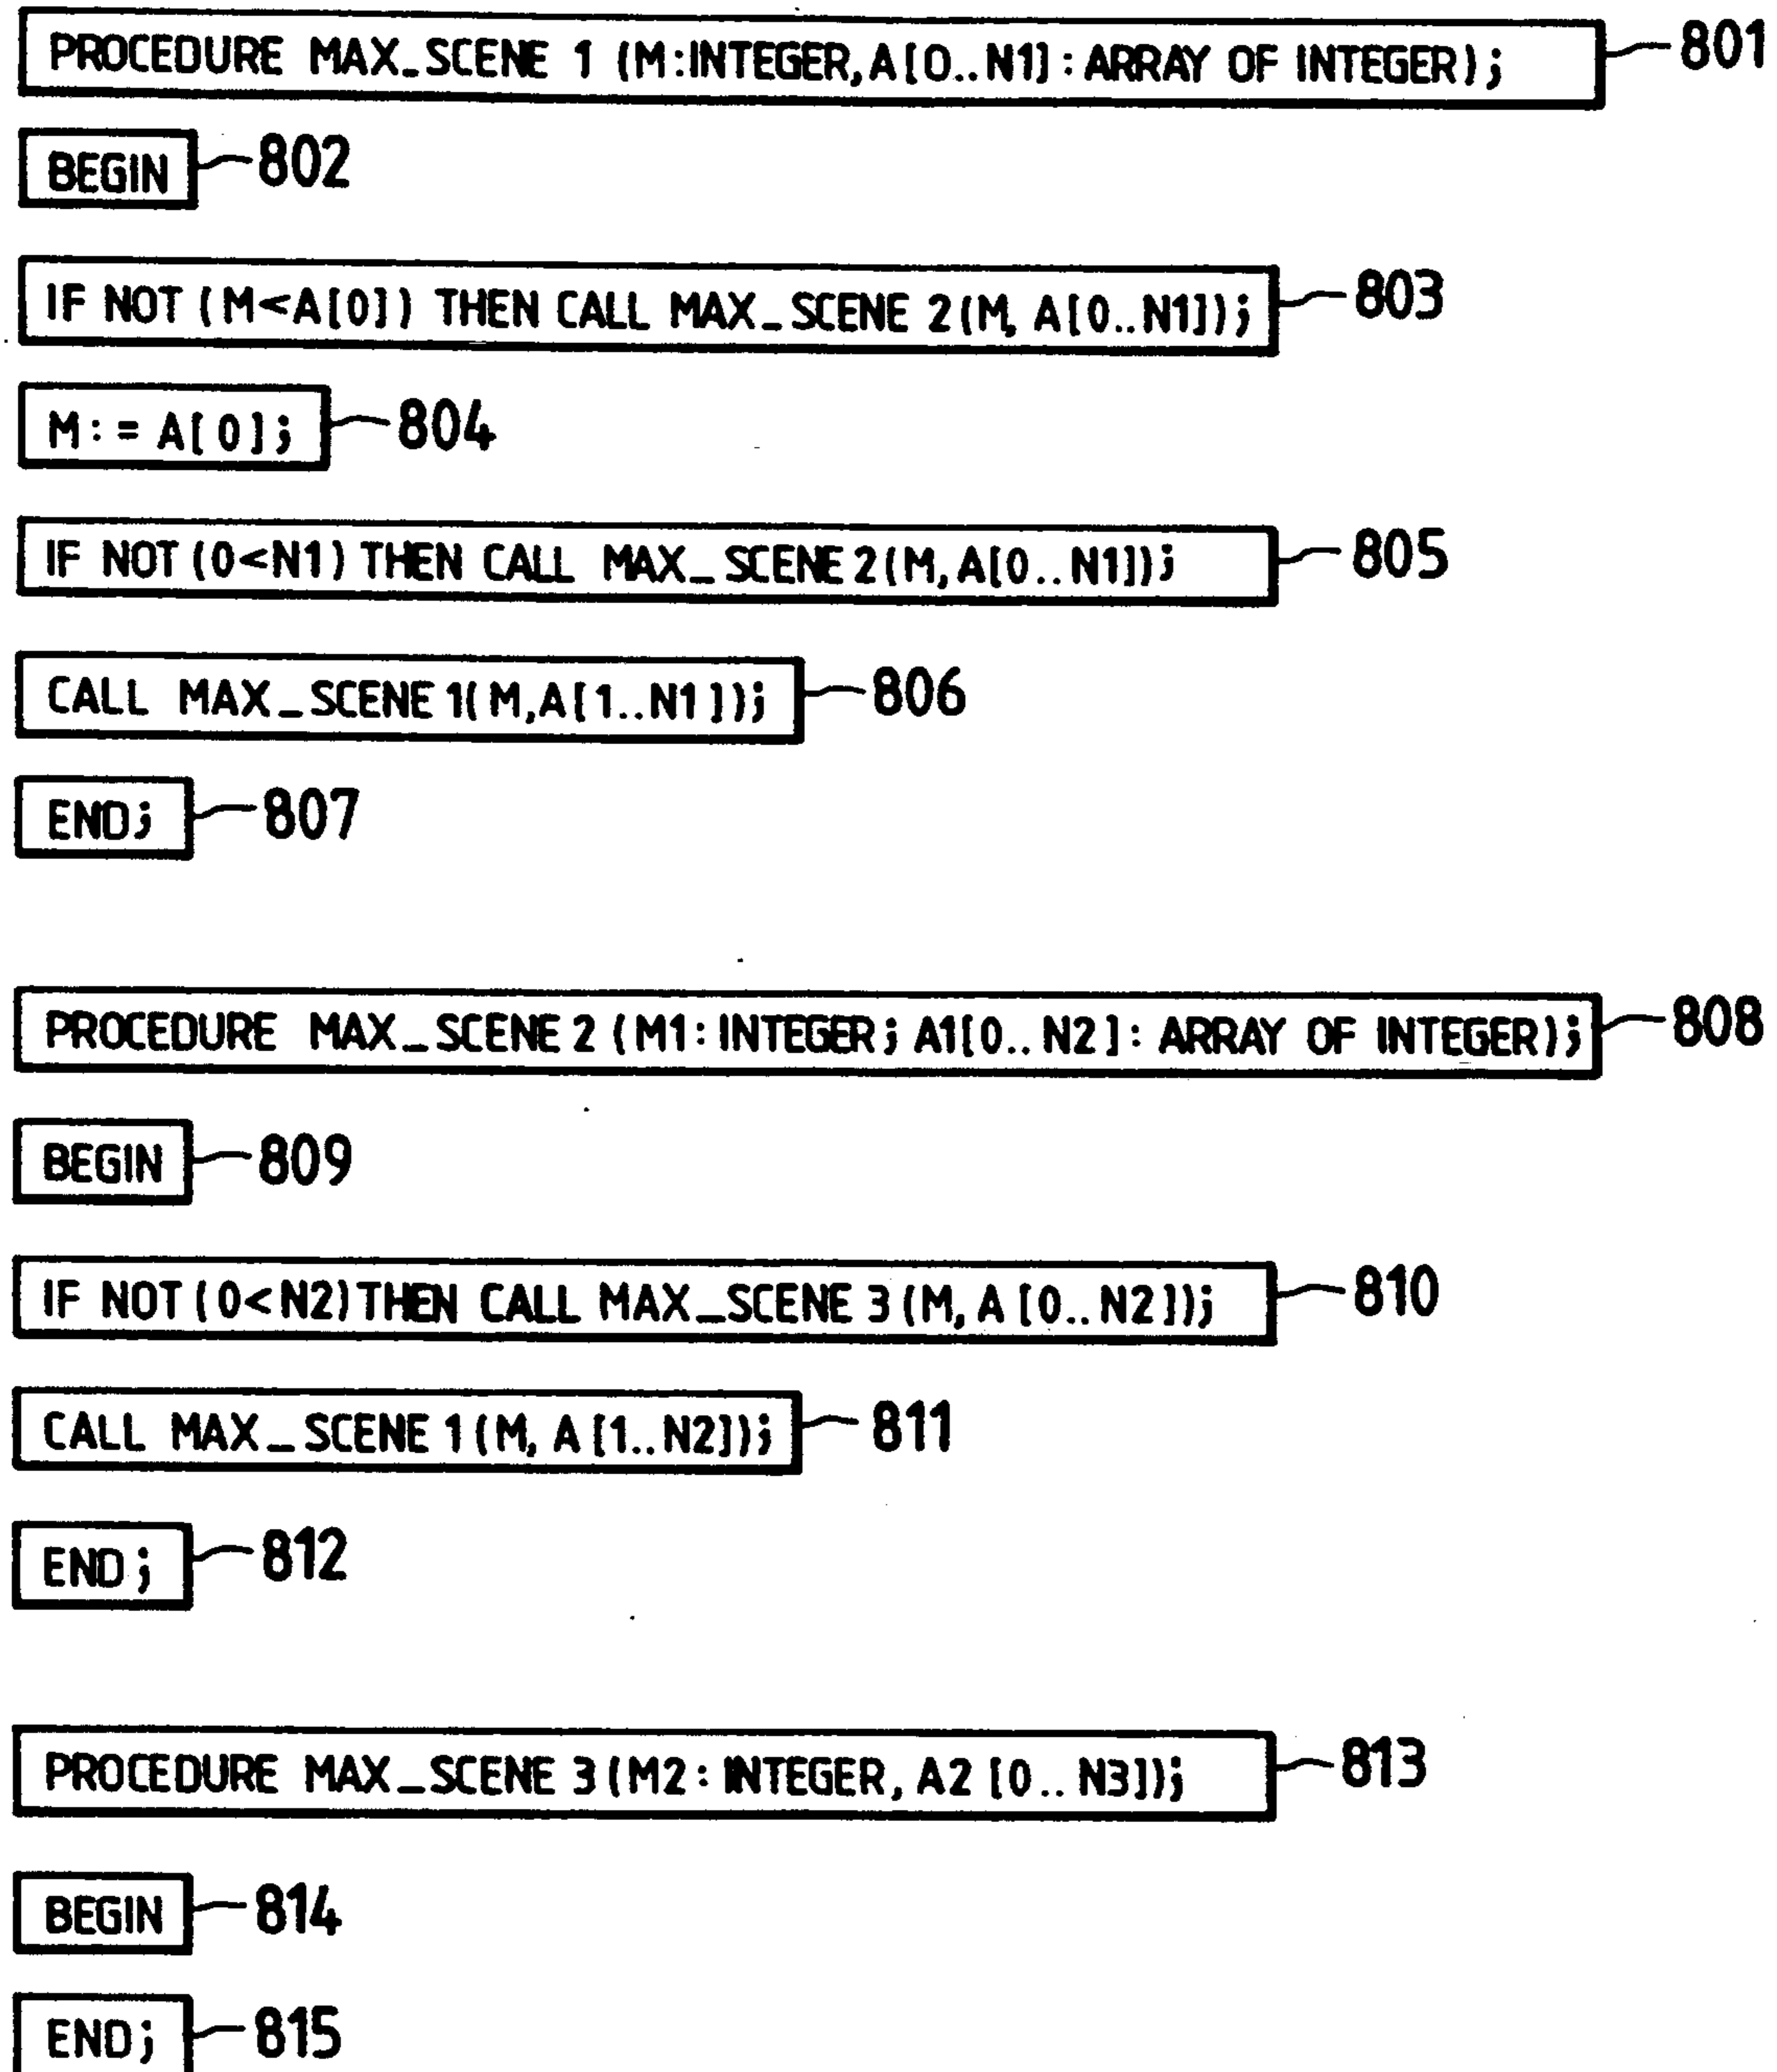 PROCEDURE MAX_SCENE 1 (M:INTEGER,A[0..N1]:ARRAY OF INTEGER); 801
BEGIN 802
IF NOT (M<A[0]) THEN CALL MAX_SCENE 2(M, A[0..N1]); 803
M:= A[0]; 804
IF NOT (0<N1) THEN CALL MAX_SCENE 2(M,A[0..N1]); 805
CALL MAX_SCENE 1(M,A[1..N1]); 806
END; 807
PROCEDURE MAX_SCENE 2 (M1:INTEGER; A1[0..N2]: ARRAY OF INTEGER); 808
BEGIN 809
IF NOT (0<N2) THEN CALL MAX_SCENE 3 (M, A [0..N2]); 810
CALL MAX_SCENE 1 (M, A [1..N2]); 811
END; 812
PROCEDURE MAX_SCENE 3 (M2: INTEGER, A2 [0..N3]); 813
BEGIN 814
END; 815